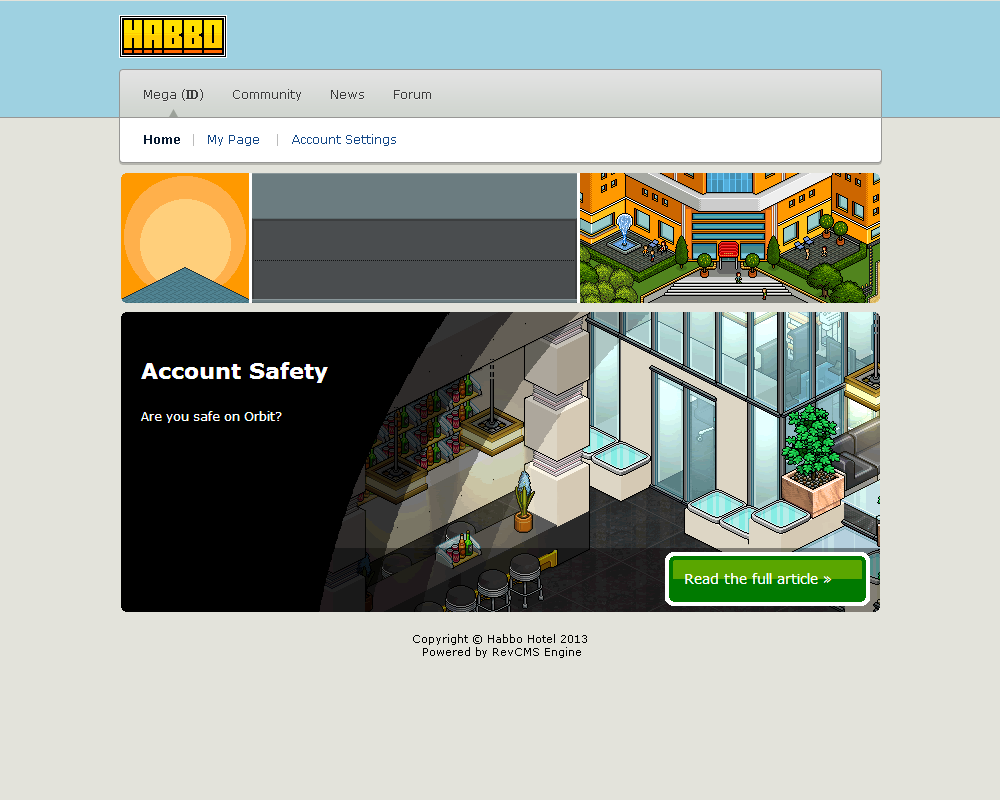 HABBO
Mega (ID) Community News Forum
Home | My Page | Account Settings
Account Safety
Are you safe on Orbit?
Read the full article »
Copyright © Habbo Hotel 2013
Powered by RevCMS Engine